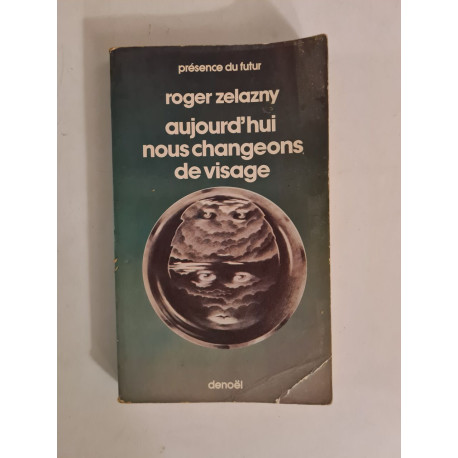 présence du futur
roger zelazny
aujourd'hui
nous changeons
de visage
denoël